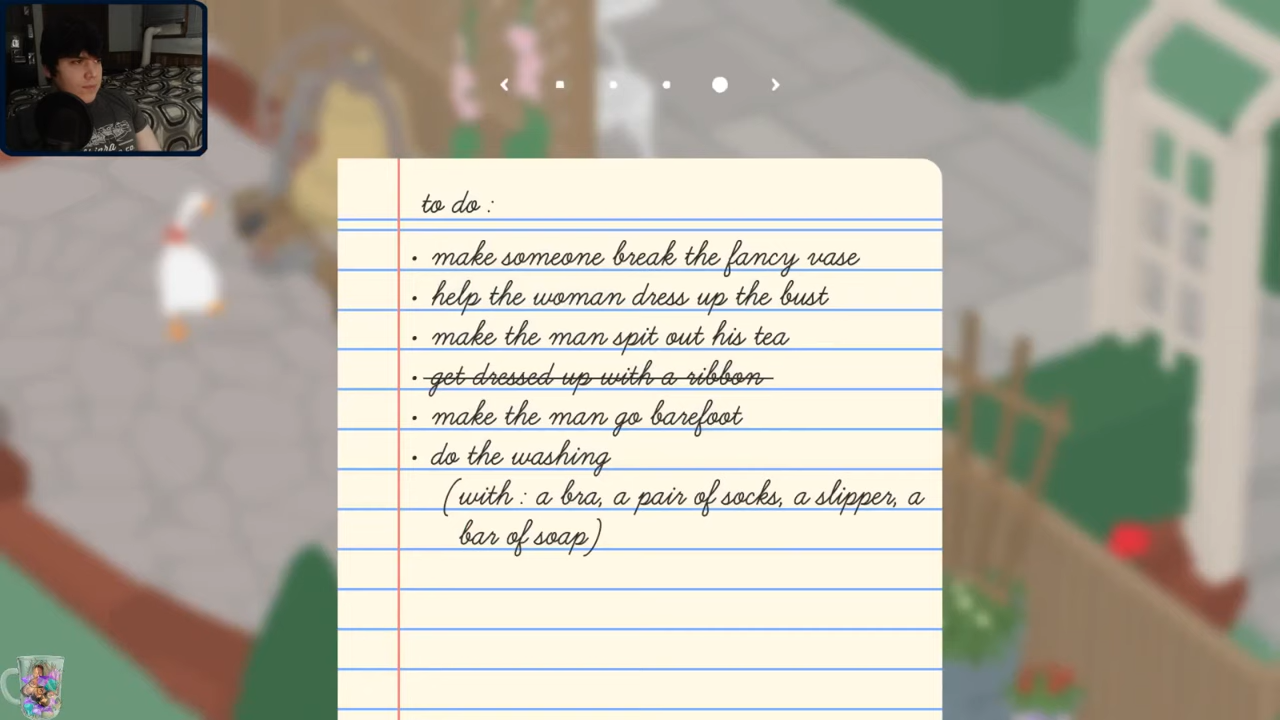 to do :
• make someone break the fancy vase
• help the woman dress up the bust
• make the man spit out his tea
• get dressed up with a ribbon
• make the man go barefoot
• do the washing
(with : a bra, a pair of socks, a slipper, a
bar of soap)